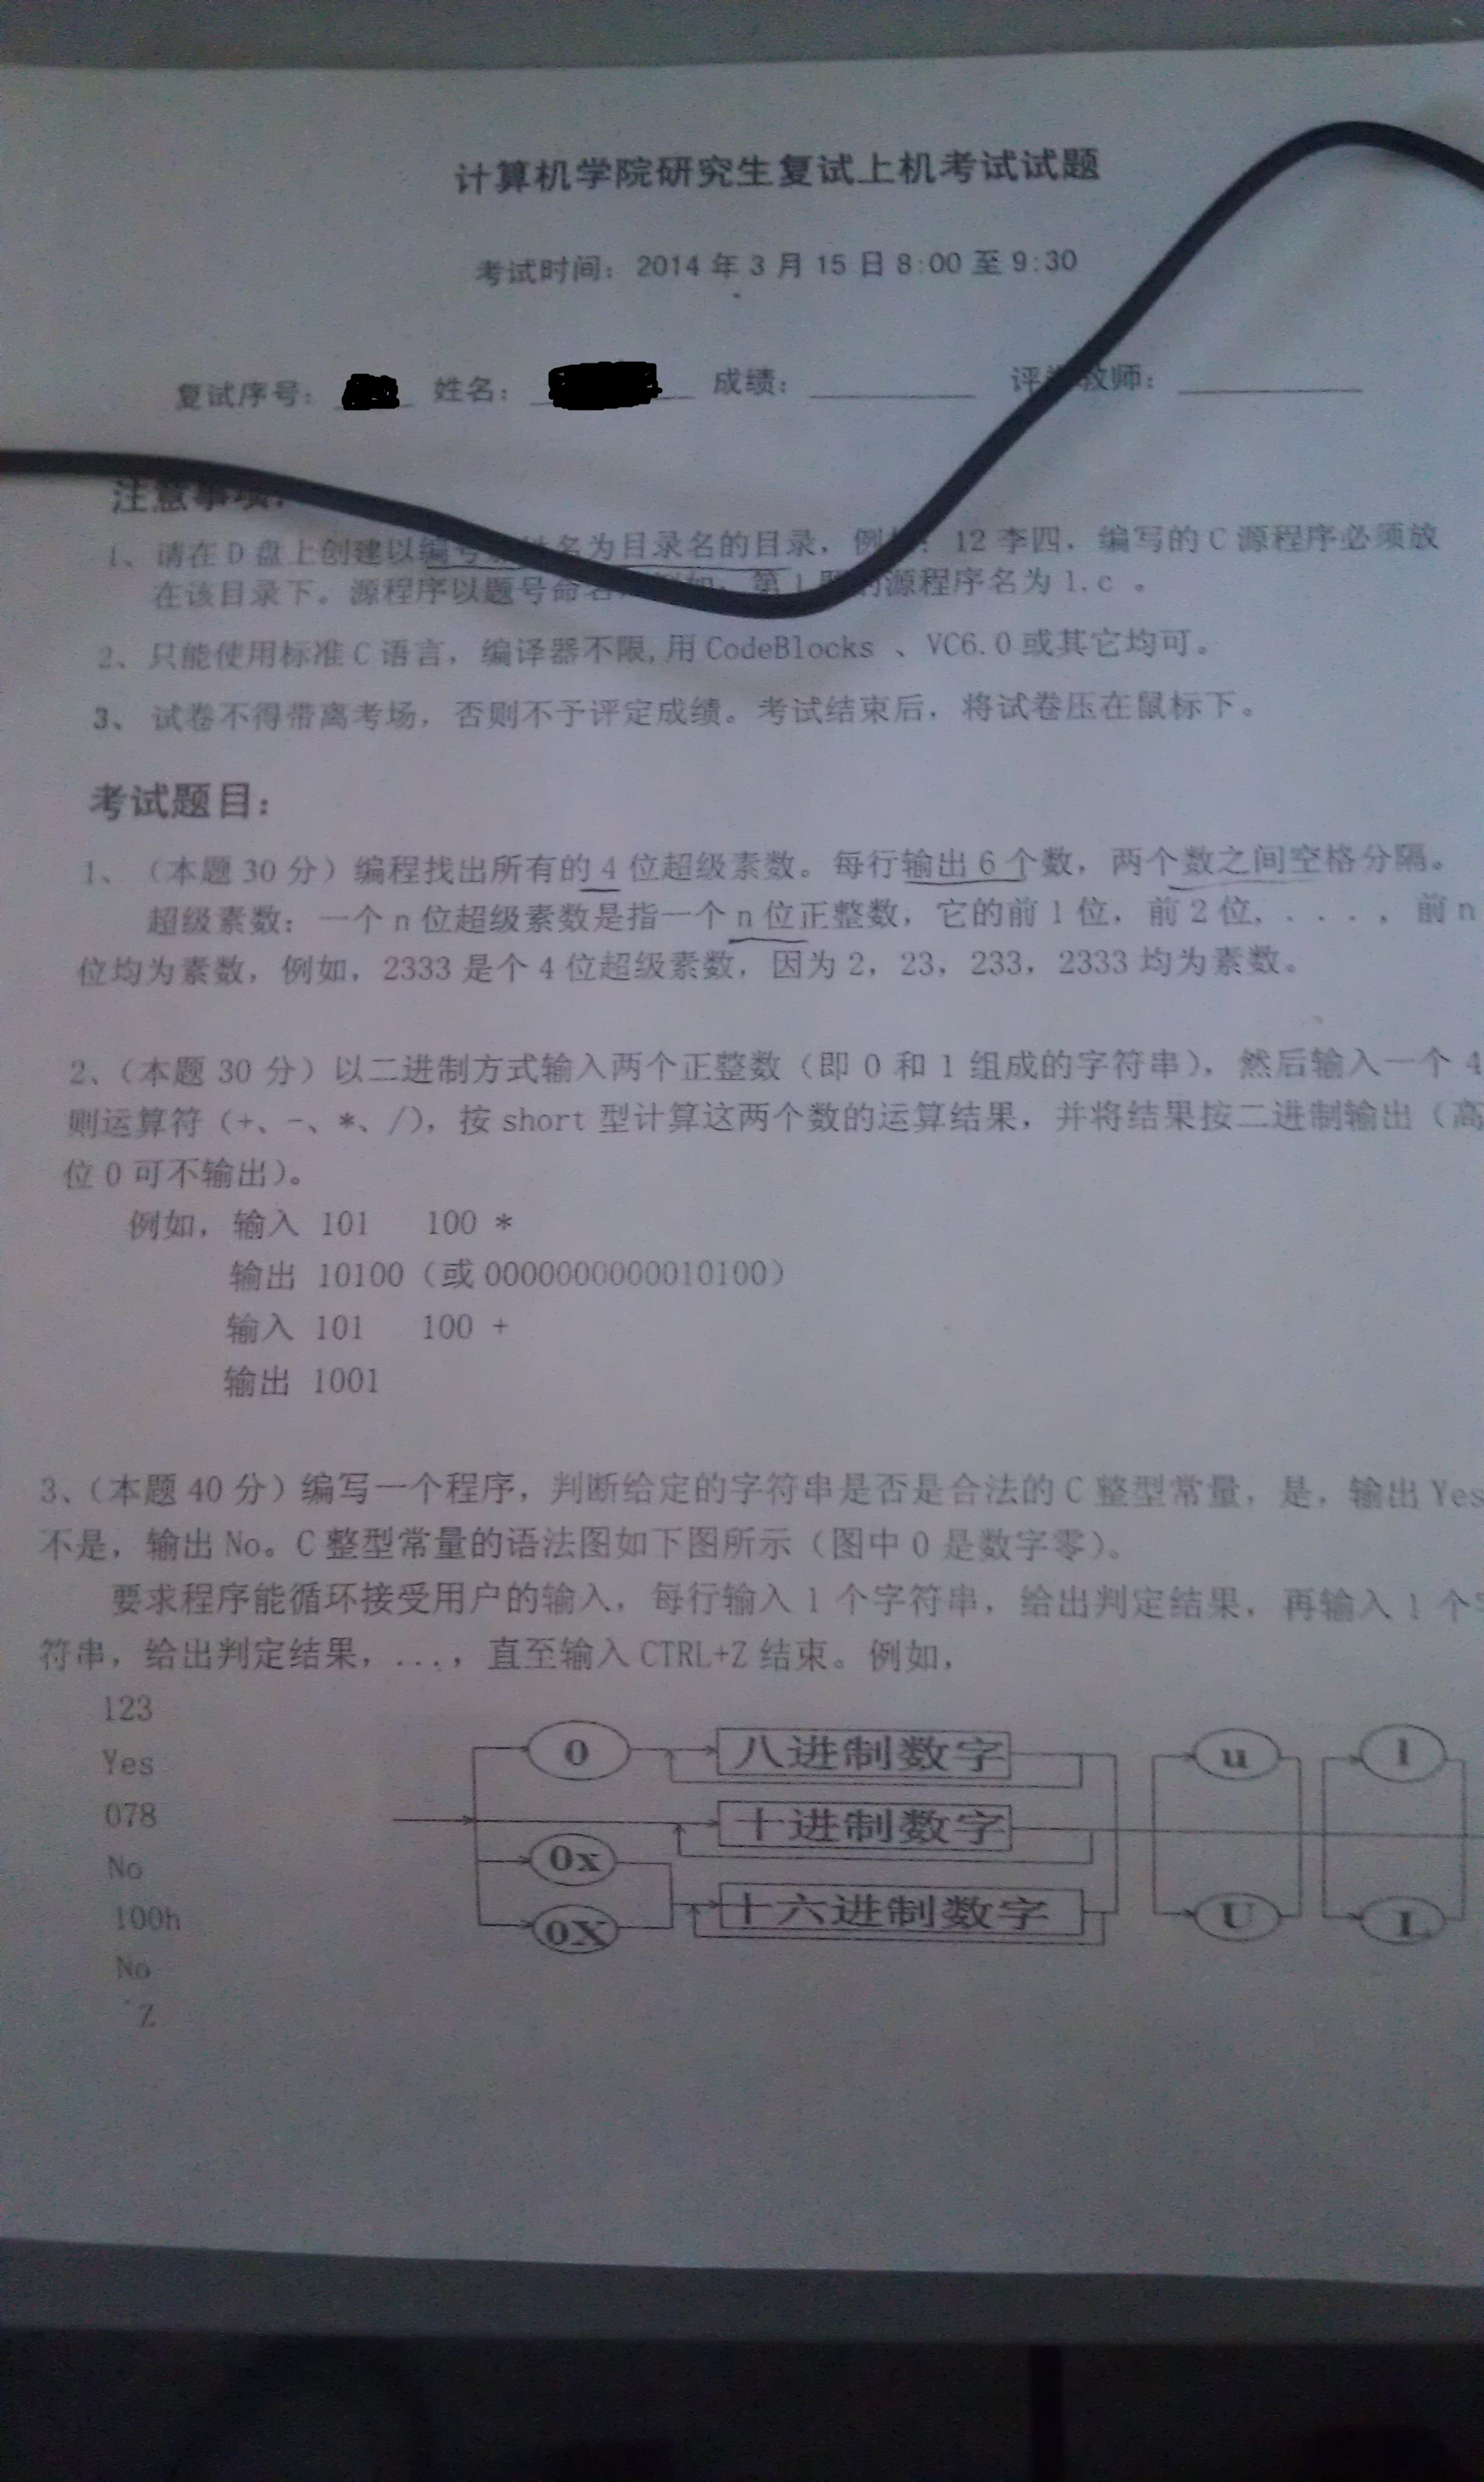 计算机学院研究生复试上机考试试题
考试时间：2014 年 3 月 15 日 8:00 至 9:30
复试序号： 姓名： 成绩： 评 教师：
注意事项：
1、请在 D 盘上创建以编号 姓名为目录名的目录，例 ：12 李四，编写的 C 源程序必须放
在该目录下。源程序以题号命名 例如：第 1 题的源程序名为 1.c 。
2、只能使用标准 C 语言，编译器不限,用 CodeBlocks 、VC6.0 或其它均可。
3、 试卷不得带离考场，否则不予评定成绩。考试结束后，将试卷压在鼠标下。
考试题目：
1、（本题 30 分）编程找出所有的 4 位超级素数。每行输出 6 个数，两个数之间空格分隔。
超级素数：一个 n 位超级素数是指一个 n 位正整数，它的前 1 位，前 2 位，....，前 n
位均为素数，例如，2333 是个 4 位超级素数，因为 2，23，233，2333 均为素数。
2、（本题 30 分）以二进制方式输入两个正整数（即 0 和 1 组成的字符串），然后输入一个 4
则运算符（+、-、*、/），按 short 型计算这两个数的运算结果，并将结果按二进制输出（高
位 0 可不输出）。
例如，输入 101 100 *
输出 10100（或 0000000000010100）
输入 101 100 +
输出 1001
3、（本题 40 分）编写一个程序，判断给定的字符串是否是合法的 C 整型常量，是，输出 Yes
不是，输出 No。C 整型常量的语法图如下图所示（图中 0 是数字零）。
要求程序能循环接受用户的输入，每行输入 1 个字符串，给出判定结果，再输入 1 个字
符串，给出判定结果，...，直至输入 CTRL+Z 结束。例如，
123
Yes
078
No
100h
No
^Z
0 八进制数字 u l
十进制数字
0x
0X 十六进制数字 U L